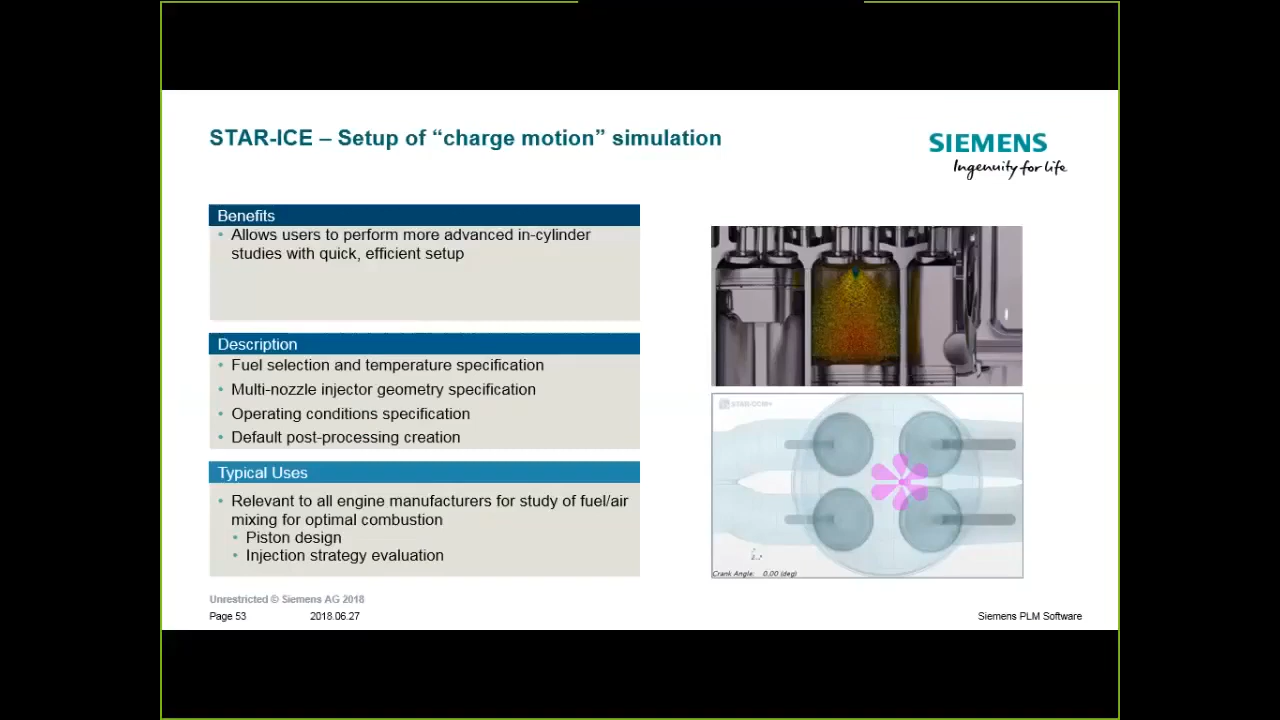 STAR-ICE – Setup of “charge motion” simulation
SIEMENS
Ingenuity for life
Benefits
• Allows users to perform more advanced in-cylinder
studies with quick, efficient setup
Description
• Fuel selection and temperature specification
• Multi-nozzle injector geometry specification
• Operating conditions specification
• Default post-processing creation
Typical Uses
• Relevant to all engine manufacturers for study of fuel/air
mixing for optimal combustion
• Piston design
• Injection strategy evaluation
STAR-CCM+
Crank Angle: 0.00 (deg)
Unrestricted © Siemens AG 2018
Page 53 2018.06.27 Siemens PLM Software